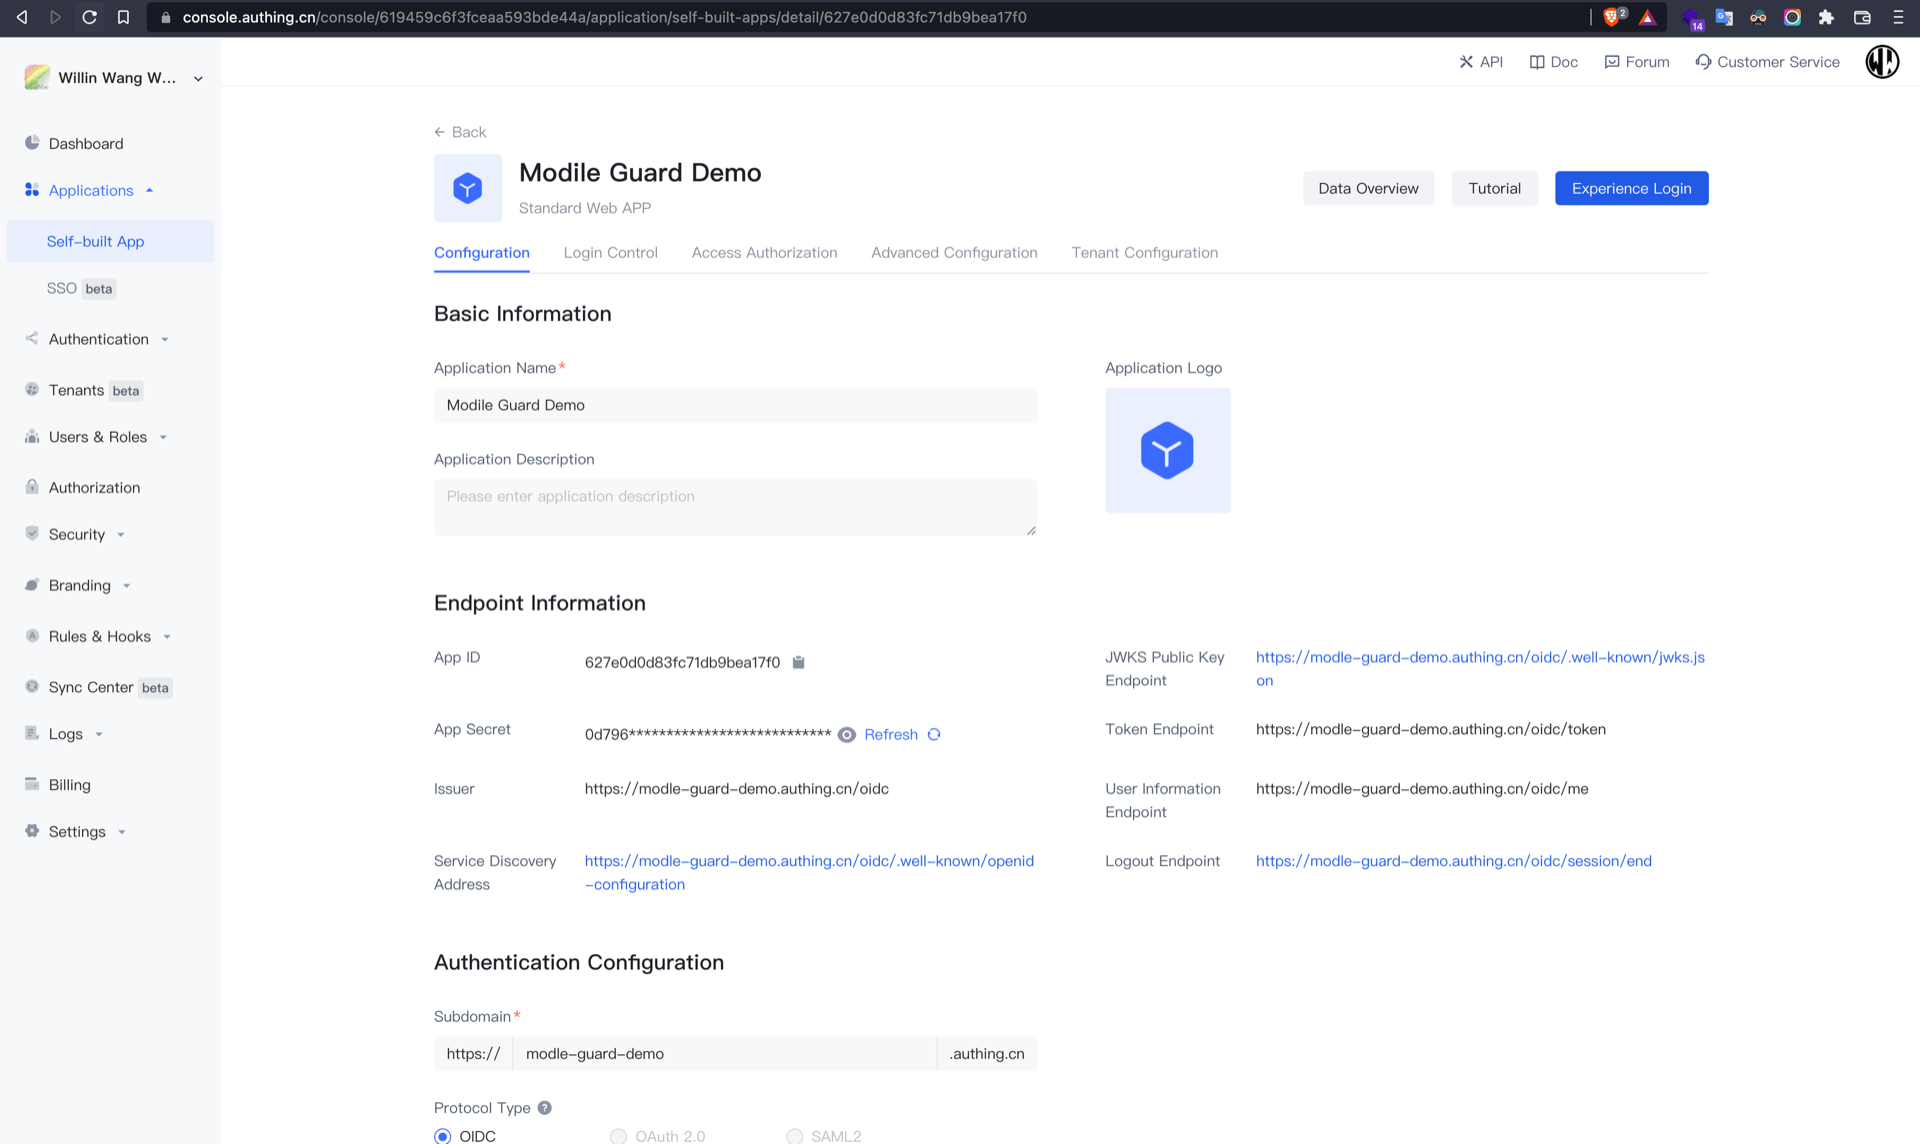 console.authing.cn/console/619459c6f3fceaa593bde44a/application/self-built-apps/detail/627e0d0d83fc71db9bea17f0
2
14
Willin Wang W...
API
Doc
Forum
Customer Service
Dashboard
Applications
Self-built App
SSO beta
Authentication
Tenants beta
Users & Roles
Authorization
Security
Branding
Rules & Hooks
Sync Center beta
Logs
Billing
Settings
Back
Modile Guard Demo
Standard Web APP
Data Overview
Tutorial
Experience Login
Configuration
Login Control
Access Authorization
Advanced Configuration
Tenant Configuration
Basic Information
Application Name*
Modile Guard Demo
Application Logo
Application Description
Please enter application description
Endpoint Information
App ID
627e0d0d83fc71db9bea17f0
JWKS Public Key
Endpoint
https://modle-guard-demo.authing.cn/oidc/.well-known/jwks.js
on
App Secret
0d796*************************** Refresh
Token Endpoint
https://modle-guard-demo.authing.cn/oidc/token
Issuer
https://modle-guard-demo.authing.cn/oidc
User Information
Endpoint
https://modle-guard-demo.authing.cn/oidc/me
Service Discovery
Address
https://modle-guard-demo.authing.cn/oidc/.well-known/openid
-configuration
Logout Endpoint
https://modle-guard-demo.authing.cn/oidc/session/end
Authentication Configuration
Subdomain*
https://
modle-guard-demo
.authing.cn
Protocol Type ?
OIDC
OAuth 2.0
SAML2